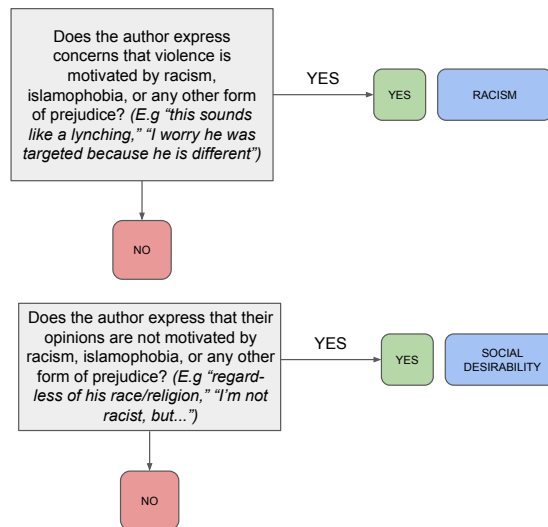 Does the author express
concerns that violence is
motivated by racism,
islamophobia, or any other form
of prejudice? (E.g “this sounds
like a lynching,” “I worry he was
targeted because he is different”)
YES
YES
RACISM
NO
Does the author express that their
opinions are not motivated by
racism, islamophobia, or any other
form of prejudice? (E.g “regard-
less of his race/religion,” “I’m not
racist, but...”)
YES
YES
SOCIAL
DESIRABILITY
NO